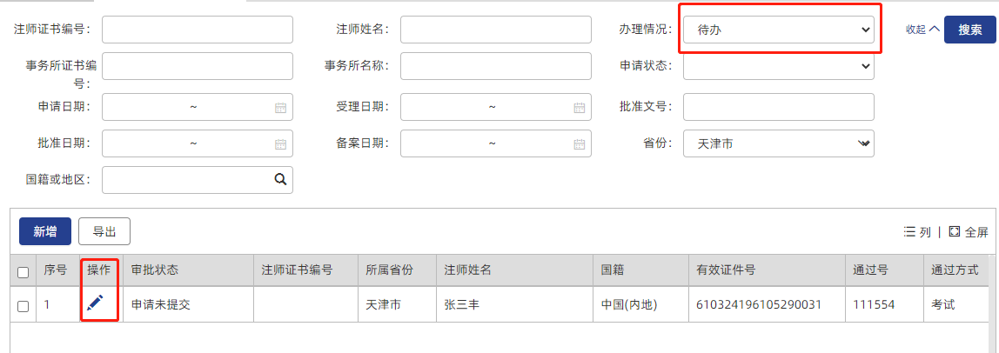 注师证书编号： 注师姓名： 办理情况： 待办 收起 搜索
事务所证书编号： 事务所名称： 申请状态：
申请日期： ~ 受理日期： ~ 批准文号：
批准日期： ~ 备案日期： ~ 省份： 天津市
国籍或地区：
新增 导出 列 | 全屏
序号 操作 审批状态 注师证书编号 所属省份 注师姓名 国籍 有效证件号 通过号 通过方式
1 申请未提交 天津市 张三丰 中国(内地) 610324196105290031 111554 考试